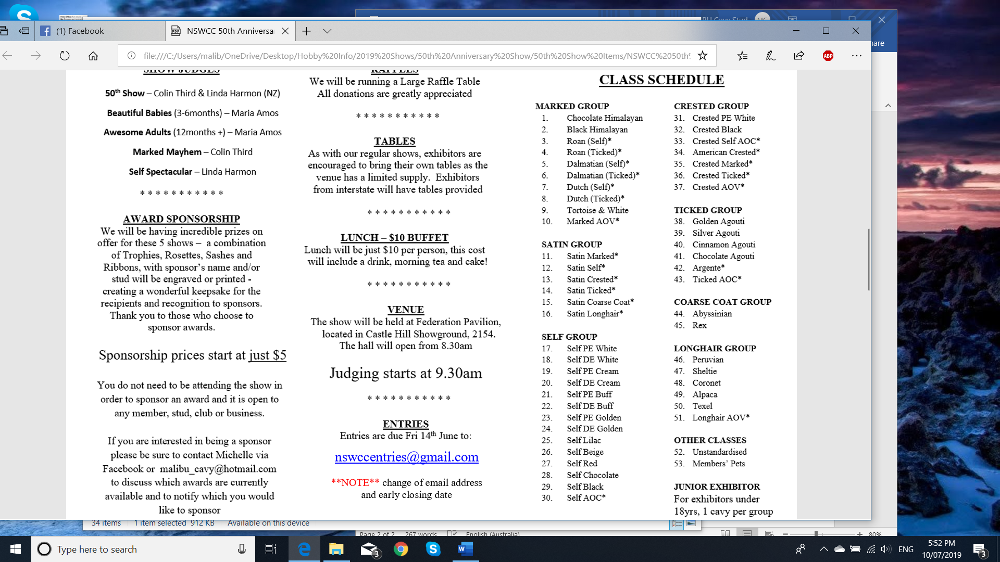 RU Cavy Stud
MC
(1) Facebook
PDF
NSWCC 50th Anniversa
file:///C:/Users/malib/OneDrive/Desktop/Hobby%20Info/2019%20Shows/50th%20Anniversary%20Show/50th%20Show%20Items/NSWCC%2050th%
ABP
SHOW JUDGES
50th Show – Colin Third & Linda Harmon (NZ)
Beautiful Babies (3-6months) – Maria Amos
Awesome Adults (12months +) – Maria Amos
Marked Mayhem – Colin Third
Self Spectacular – Linda Harmon
* * * * * * * * * * *
AWARD SPONSORSHIP
We will be having incredible prizes on
offer for these 5 shows – a combination
of Trophies, Rosettes, Sashes and
Ribbons, with sponsor's name and/or
stud will be engraved or printed -
creating a wonderful keepsake for the
recipients and recognition to sponsors.
Thank you to those who choose to
sponsor awards.
Sponsorship prices start at just $5
You do not need to be attending the show in
order to sponsor an award and it is open to
any member, stud, club or business.
If you are interested in being a sponsor
please be sure to contact Michelle via
Facebook or malibu_cavy@hotmail.com
to discuss which awards are currently
available and to notify which you would
like to sponsor
RAFFLES
We will be running a Large Raffle Table
All donations are greatly appreciated
* * * * * * * * * * *
TABLES
As with our regular shows, exhibitors are
encouraged to bring their own tables as the
venue has a limited supply. Exhibitors
from interstate will have tables provided
* * * * * * * * * * *
LUNCH – $10 BUFFET
Lunch will be just $10 per person, this cost
will include a drink, morning tea and cake!
* * * * * * * * * * *
VENUE
The show will be held at Federation Pavilion,
located in Castle Hill Showground, 2154.
The hall will open from 8.30am
Judging starts at 9.30am
* * * * * * * * * * *
ENTRIES
Entries are due Fri 14th June to:
nswccentries@gmail.com
**NOTE** change of email address
and early closing date
CLASS SCHEDULE
MARKED GROUP
1. Chocolate Himalayan
2. Black Himalayan
3. Roan (Self)*
4. Roan (Ticked)*
5. Dalmatian (Self)*
6. Dalmatian (Ticked)*
7. Dutch (Self)*
8. Dutch (Ticked)*
9. Tortoise & White
10. Marked AOV*
SATIN GROUP
11. Satin Marked*
12. Satin Self*
13. Satin Crested*
14. Satin Ticked*
15. Satin Coarse Coat*
16. Satin Longhair*
SELF GROUP
17. Self PE White
18. Self DE White
19. Self PE Cream
20. Self DE Cream
21. Self PE Buff
22. Self DE Buff
23. Self PE Golden
24. Self DE Golden
25. Self Lilac
26. Self Beige
27. Self Red
28. Self Chocolate
29. Self Black
30. Self AOC*
CRESTED GROUP
31. Crested PE White
32. Crested Black
33. Crested Self AOC*
34. American Crested*
35. Crested Marked*
36. Crested Ticked*
37. Crested AOV*
TICKED GROUP
38. Golden Agouti
39. Silver Agouti
40. Cinnamon Agouti
41. Chocolate Agouti
42. Argente*
43. Ticked AOC*
COARSE COAT GROUP
44. Abyssinian
45. Rex
LONGHAIR GROUP
46. Peruvian
47. Sheltie
48. Coronet
49. Alpaca
50. Texel
51. Longhair AOV*
OTHER CLASSES
52. Unstandardised
53. Members' Pets
JUNIOR EXHIBITOR
For exhibitors under
18yrs, 1 cavy per group
hare
34 items 1 item selected 912 KB Available on this device
Page 2 of 2 267 words English (Australia) 80%
Type here to search
3
ENG
5:52 PM
10/07/2019
3